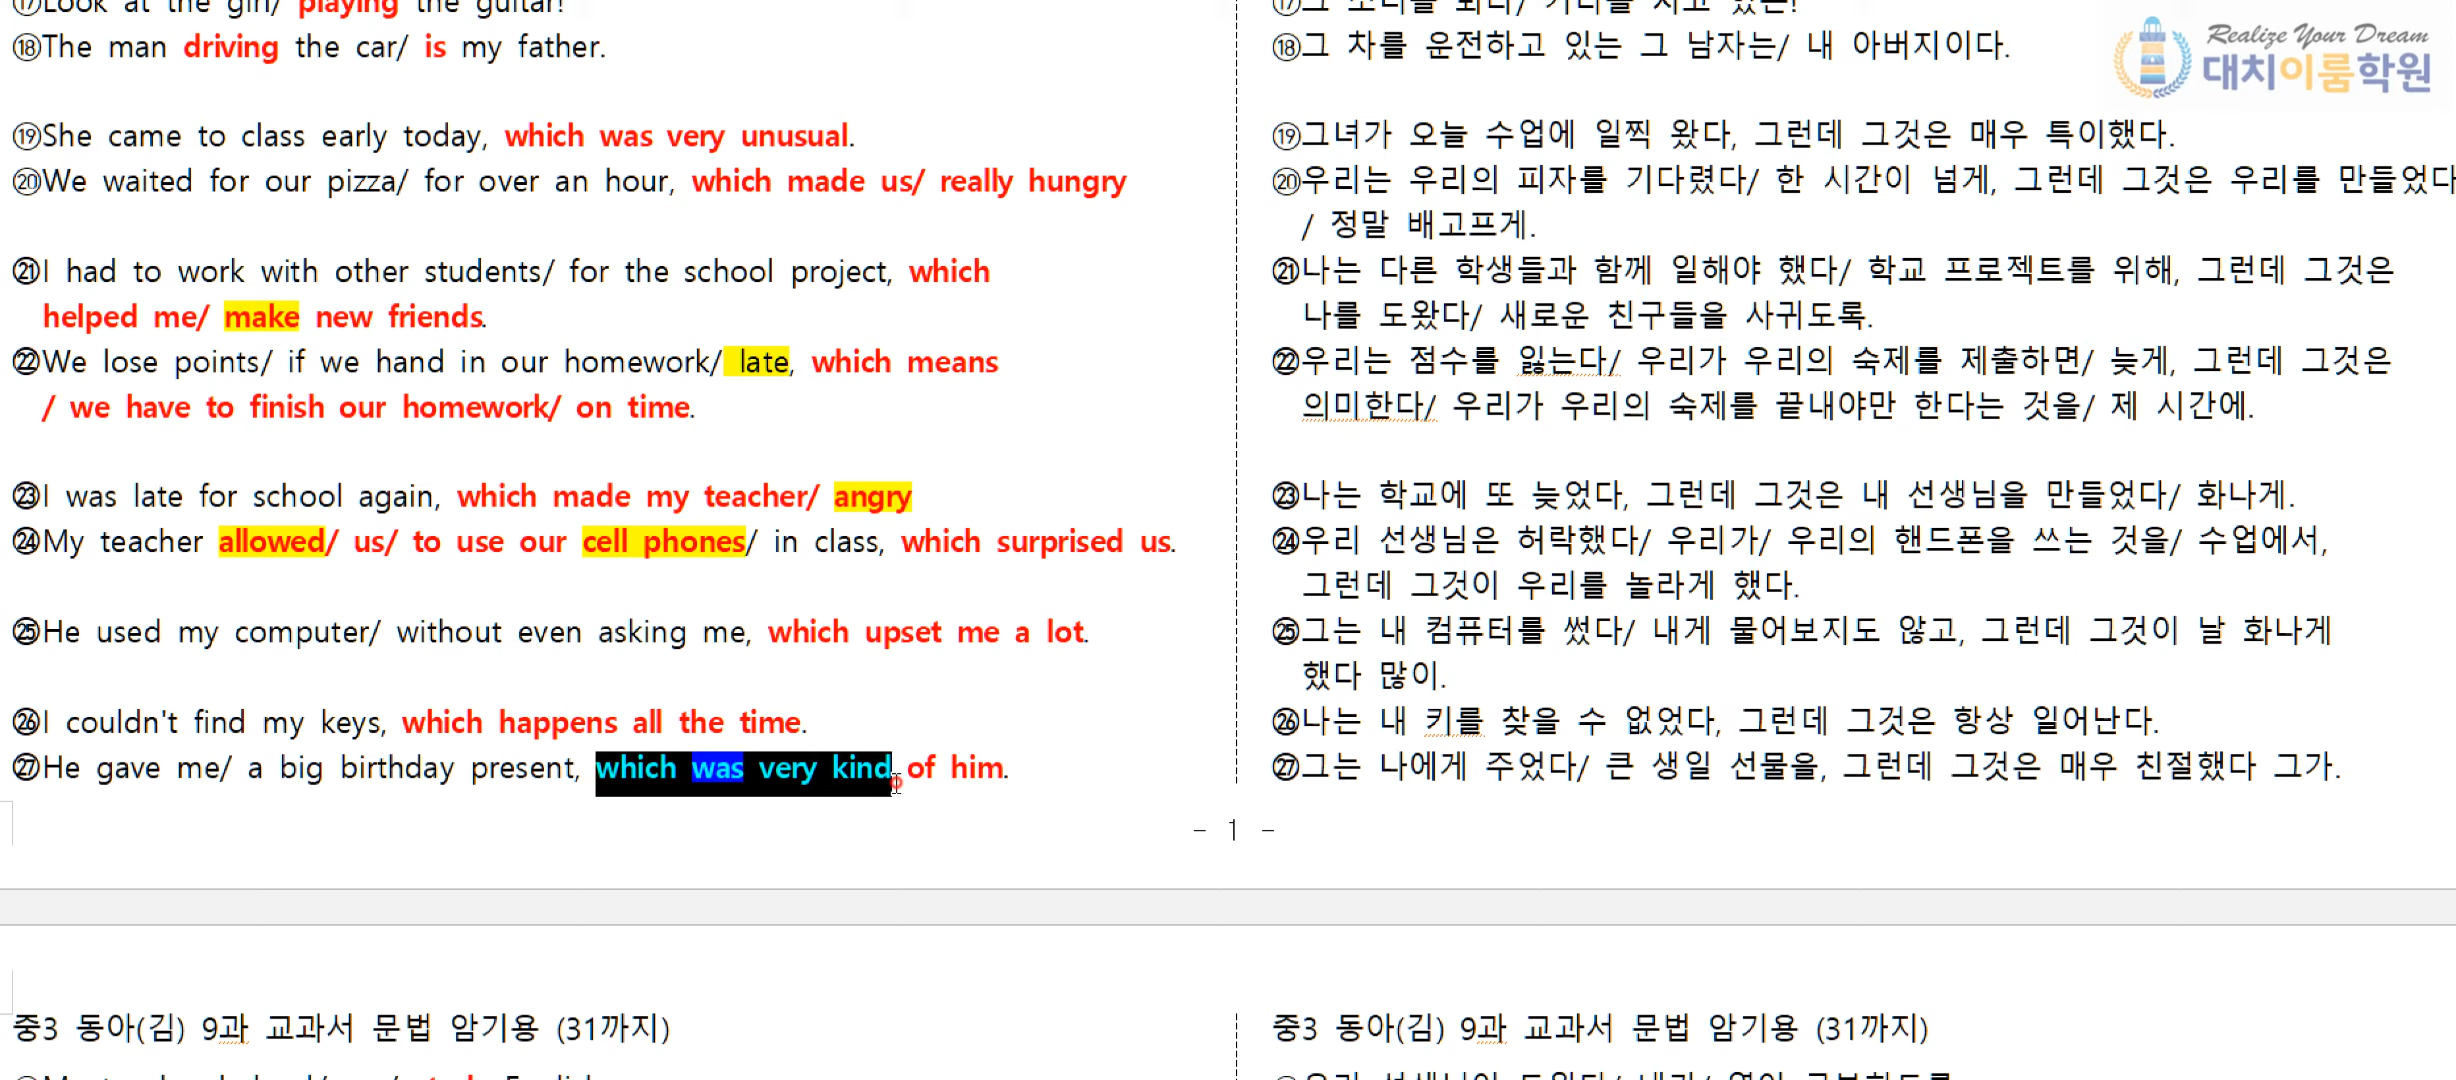 ⑰Look at the girl/ playing the guitar!
⑱The man driving the car/ is my father.
⑲She came to class early today, which was very unusual.
⑳We waited for our pizza/ for over an hour, which made us/ really hungry
㉑I had to work with other students/ for the school project, which
helped me/ make new friends.
㉒We lose points/ if we hand in our homework/ late, which means
/ we have to finish our homework/ on time.
㉓I was late for school again, which made my teacher/ angry
㉔My teacher allowed/ us/ to use our cell phones/ in class, which surprised us.
㉕He used my computer/ without even asking me, which upset me a lot.
㉖I couldn't find my keys, which happens all the time.
㉗He gave me/ a big birthday present, which was very kind of him.
⑱그 차를 운전하고 있는 그 남자는/ 내 아버지이다.
⑲그녀가 오늘 수업에 일찍 왔다, 그런데 그것은 매우 특이했다.
⑳우리는 우리의 피자를 기다렸다/ 한 시간이 넘게, 그런데 그것은 우리를 만들었다
/ 정말 배고프게.
㉑나는 다른 학생들과 함께 일해야 했다/ 학교 프로젝트를 위해, 그런데 그것은
나를 도왔다/ 새로운 친구들을 사귀도록.
㉒우리는 점수를 잃는다/ 우리가 우리의 숙제를 제출하면/ 늦게, 그런데 그것은
의미한다/ 우리가 우리의 숙제를 끝내야만 한다는 것을/ 제 시간에.
㉓나는 학교에 또 늦었다, 그런데 그것은 내 선생님을 만들었다/ 화나게.
㉔우리 선생님은 허락했다/ 우리가/ 우리의 핸드폰을 쓰는 것을/ 수업에서,
그런데 그것이 우리를 놀라게 했다.
㉕그는 내 컴퓨터를 썼다/ 내게 물어보지도 않고, 그런데 그것이 날 화나게
했다 많이.
㉖나는 내 키를 찾을 수 없었다, 그런데 그것은 항상 일어난다.
㉗그는 나에게 주었다/ 큰 생일 선물을, 그런데 그것은 매우 친절했다 그가.
Realize Your Dream
대치이룸학원
- 1 -
중3 동아(김) 9과 교과서 문법 암기용 (31까지)
중3 동아(김) 9과 교과서 문법 암기용 (31까지)